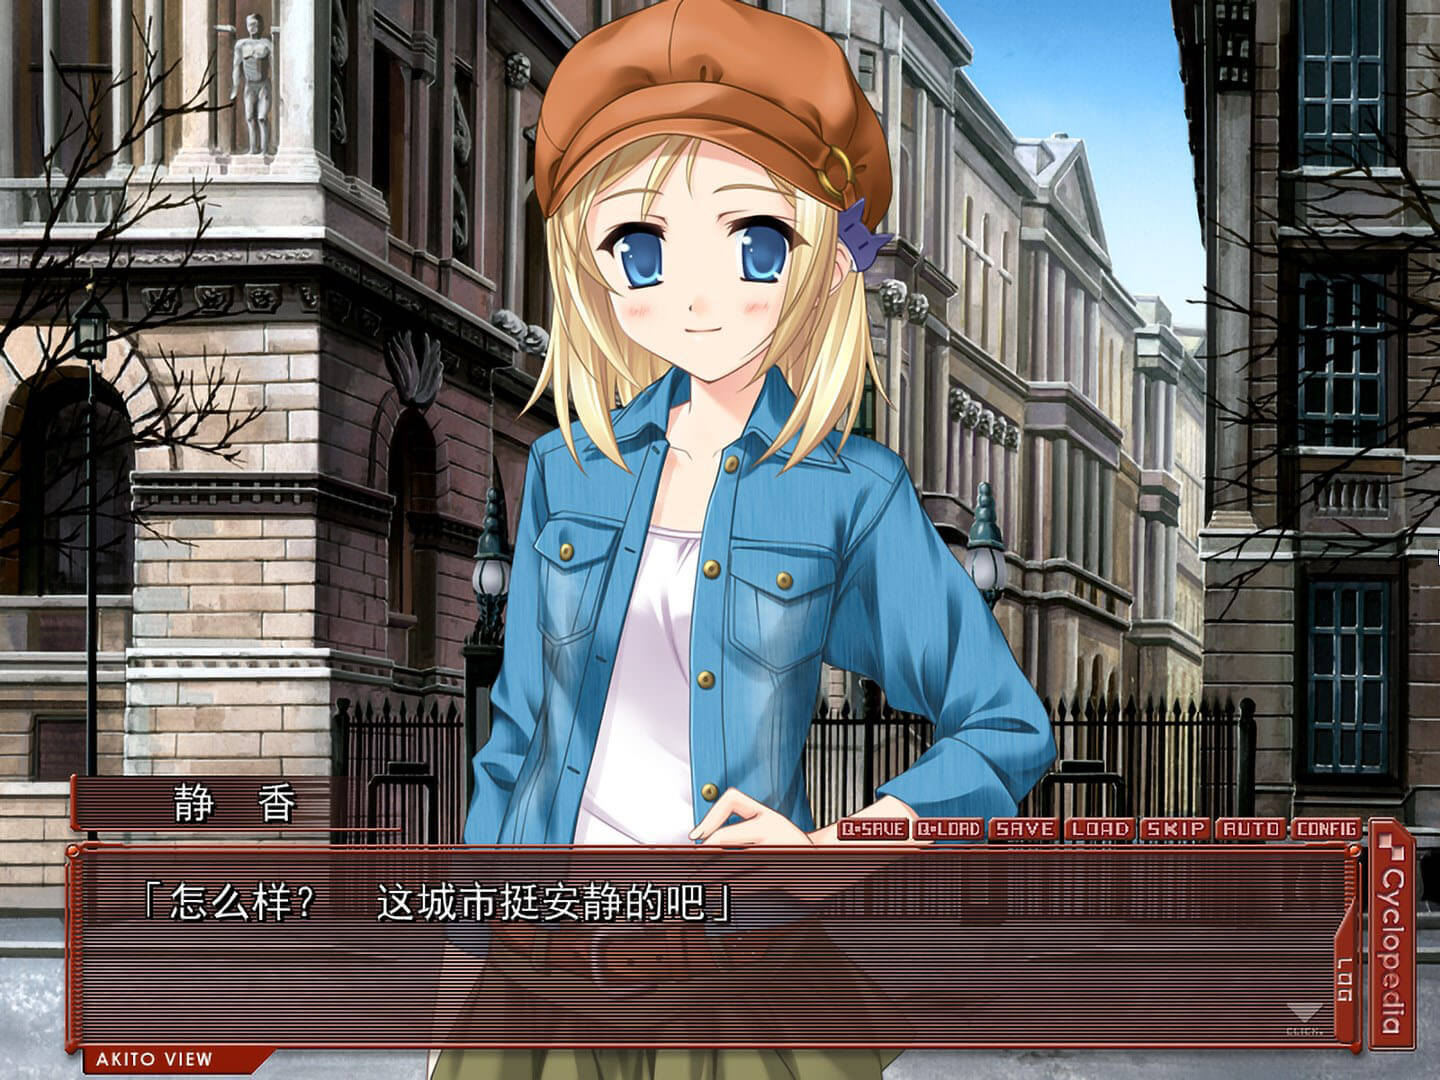 静　香
Q•SAVE Q•LOAD SAVE LOAD SKIP AUTO CONFIG
「怎么样？　这城市挺安静的吧」
Cyclopedia
LOG
CLICK.
AKITO VIEW